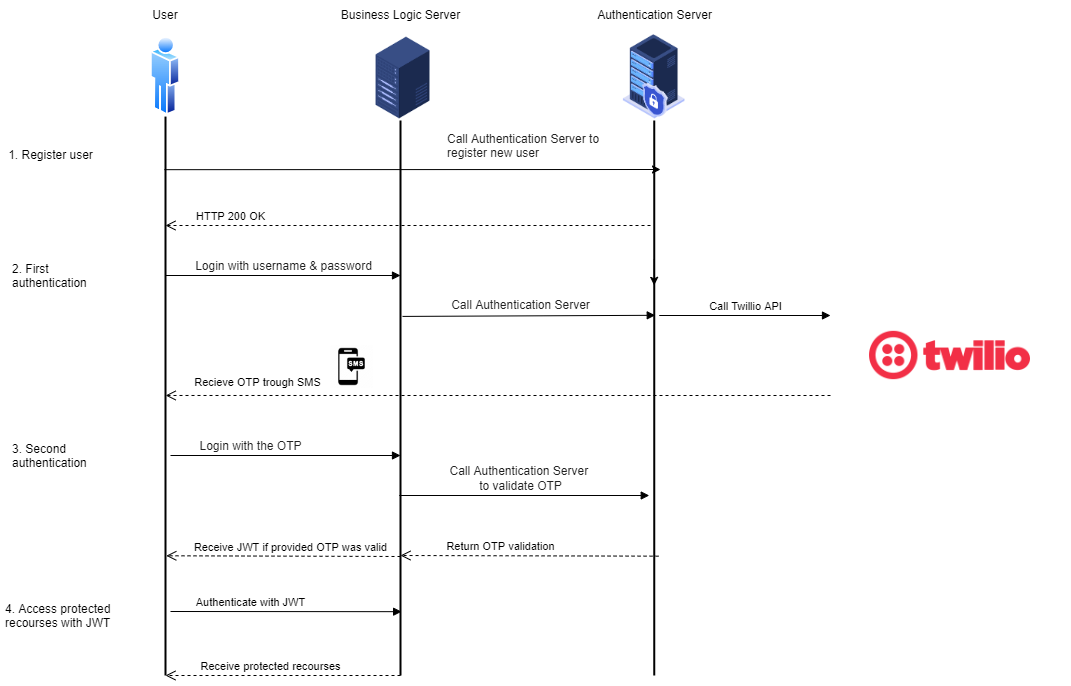 User
Business Logic Server
Authentication Server
1. Register user
Call Authentication Server to
register new user
HTTP 200 OK
2. First
authentication
Login with username & password
Call Authentication Server
Call Twillio API
twilio
SMS
Recieve OTP trough SMS
3. Second
authentication
Login with the OTP
Call Authentication Server
to validate OTP
Receive JWT if provided OTP was valid
Return OTP validation
4. Access protected
recourses with JWT
Authenticate with JWT
Receive protected recourses